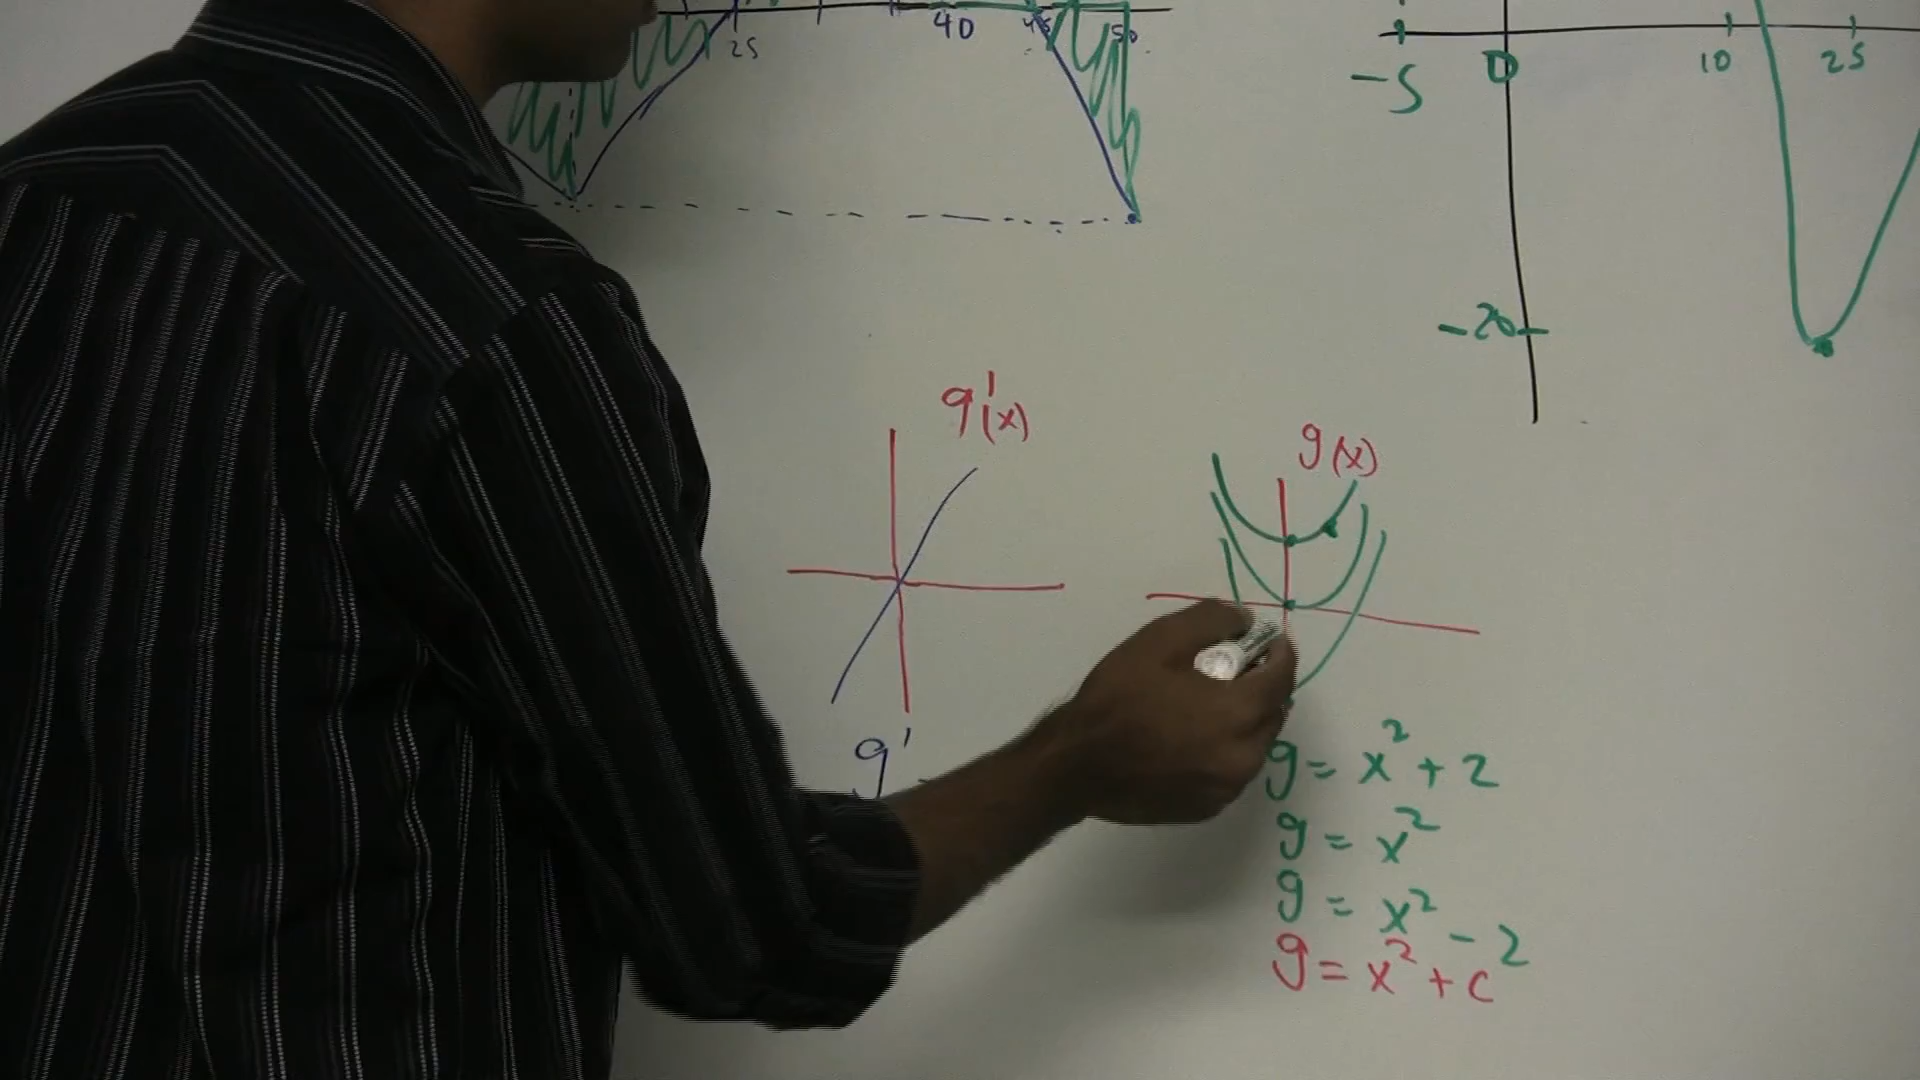 25 40 45 50
-5 0 10 25
-20
g'(x)
g(x)
g'
g = x² + 2
g = x²
g = x² - 2
g = x² + c